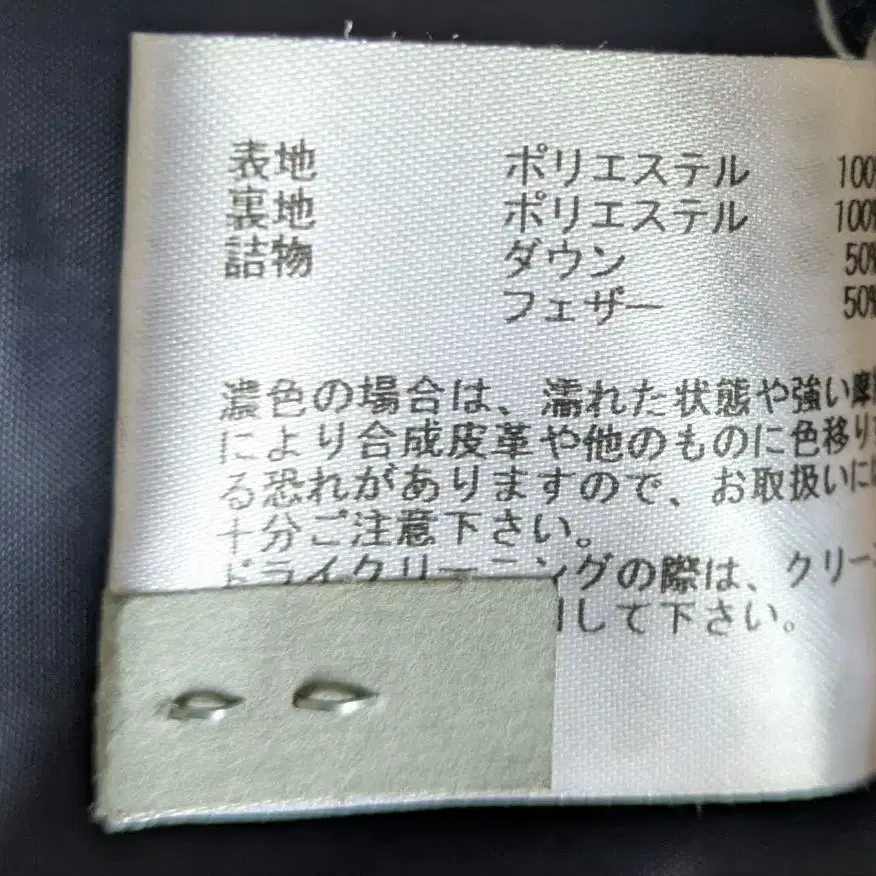 表地 ポリエステル 100%
裏地 ポリエステル 100%
詰物 ダウン 50%
フェザー 50%
濃色の場合は、濡れた状態や強い摩
により合成皮革や他のものに色移り
る恐れがありますので、お取扱いには
十分ご注意下さい。
ドライクリーニングの際は、クリー
して下さい。